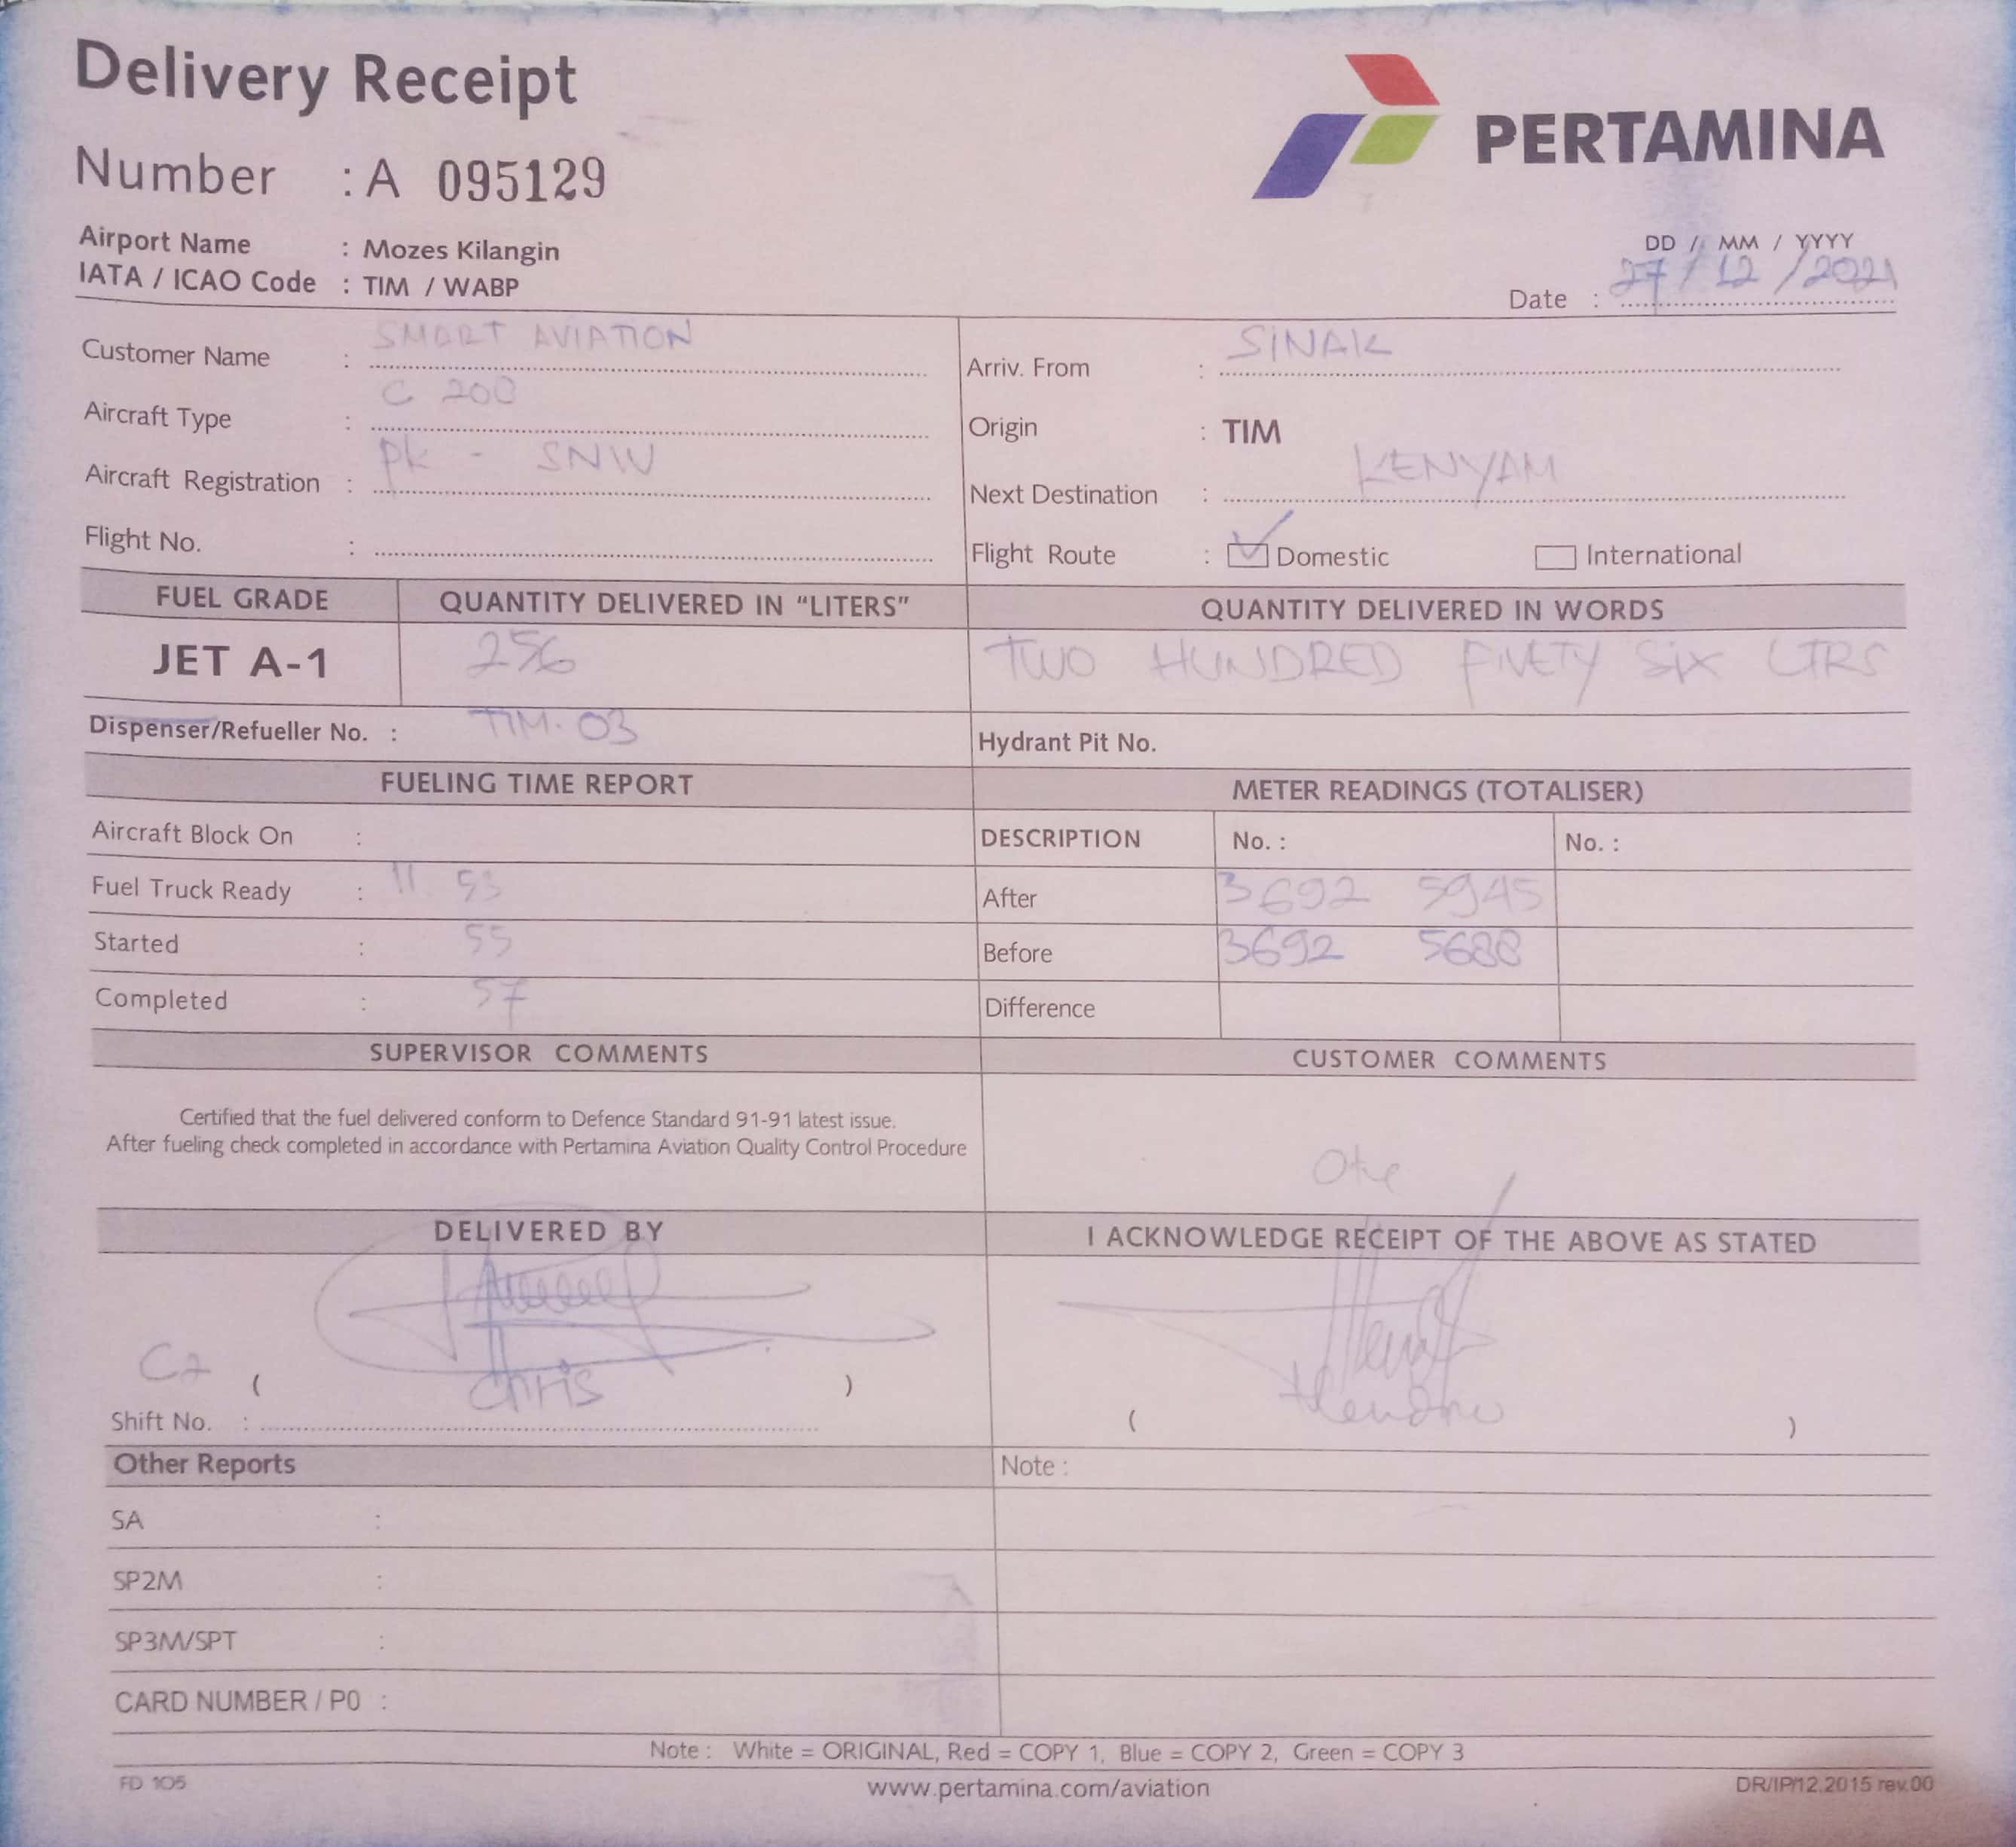 Delivery Receipt
PERTAMINA
Number : A 095129
Airport Name : Mozes Kilangin
IATA / ICAO Code : TIM / WABP
DD / MM / YYYY
Date : 27 / 12 / 2021
Customer Name : SMART AVIATION
Arriv. From : SINAK
Aircraft Type : C 208
Origin : TIM
Aircraft Registration : PK - SNW
Next Destination : KENYAM
Flight No. :
Flight Route : Domestic International
FUEL GRADE QUANTITY DELIVERED IN “LITERS” QUANTITY DELIVERED IN WORDS
JET A-1 256 TWO HUNDRED FIVETY SIX LTRS
Dispenser/Refueller No. : TIM. 03
Hydrant Pit No.
FUELING TIME REPORT METER READINGS (TOTALISER)
Aircraft Block On :
DESCRIPTION No. : No. :
Fuel Truck Ready : 11 53
After 3692 5945
Started : 55
Before 3692 5688
Completed : 57
Difference
SUPERVISOR COMMENTS CUSTOMER COMMENTS
Certified that the fuel delivered conform to Defence Standard 91-91 latest issue.
After fueling check completed in accordance with Pertamina Aviation Quality Control Procedure
Oke
DELIVERED BY I ACKNOWLEDGE RECEIPT OF THE ABOVE AS STATED
( Chris )
Shift No. :
( )
Other Reports Note :
SA :
SP2M :
SP3M/SPT :
CARD NUMBER / PO :
Note : White = ORIGINAL, Red = COPY 1, Blue = COPY 2, Green = COPY 3
FD 105 www.pertamina.com/aviation DR/IP/12.2015 rev.00